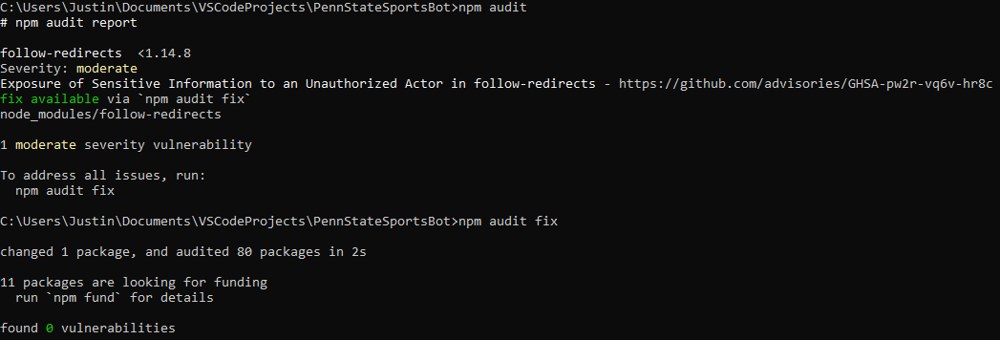 C:\Users\Justin\Documents\VSCodeProjects\PennStateSportsBot>npm audit
# npm audit report
follow-redirects  <1.14.8
Severity: moderate
Exposure of Sensitive Information to an Unauthorized Actor in follow-redirects - https://github.com/advisories/GHSA-pw2r-vq6v-hr8c
fix available via `npm audit fix`
node_modules/follow-redirects
1 moderate severity vulnerability
To address all issues, run:
  npm audit fix
C:\Users\Justin\Documents\VSCodeProjects\PennStateSportsBot>npm audit fix
changed 1 package, and audited 80 packages in 2s
11 packages are looking for funding
  run `npm fund` for details
found 0 vulnerabilities